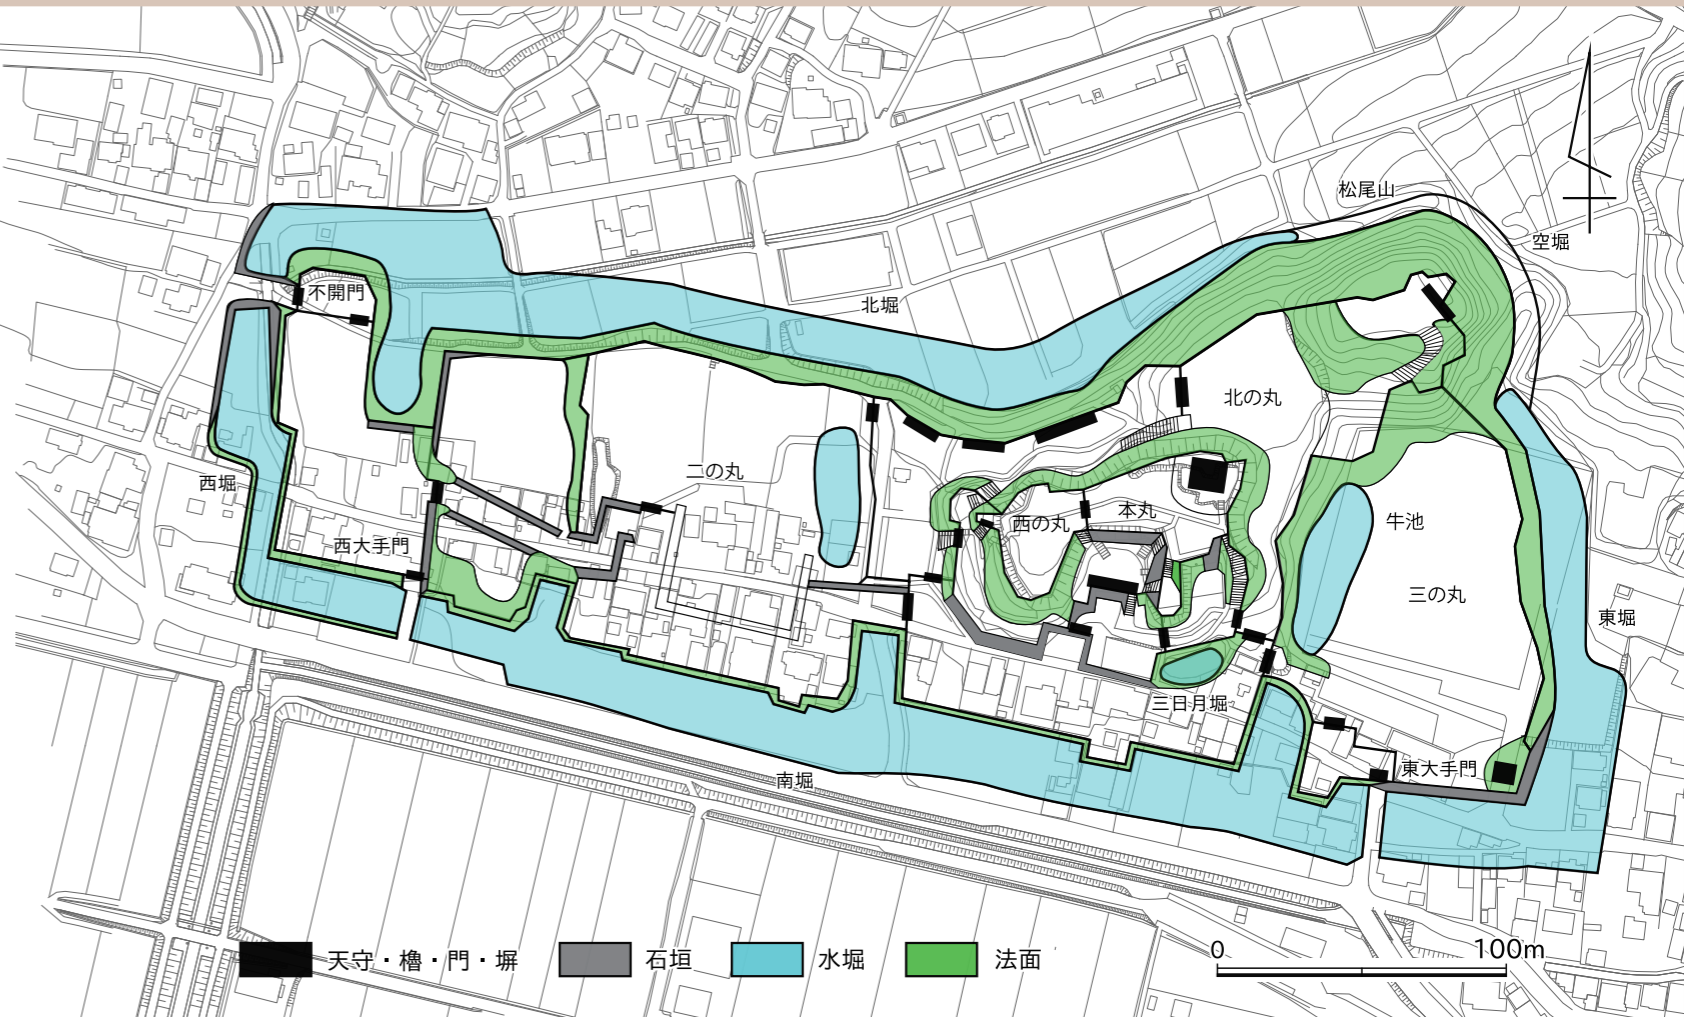 松尾山
空堀
不開門
北堀
北の丸
二の丸
西堀
西の丸
本丸
牛池
西大手門
三の丸
東堀
三日月堀
南堀
東大手門
天守・櫓・門・塀
石垣
水堀
法面
0
100m